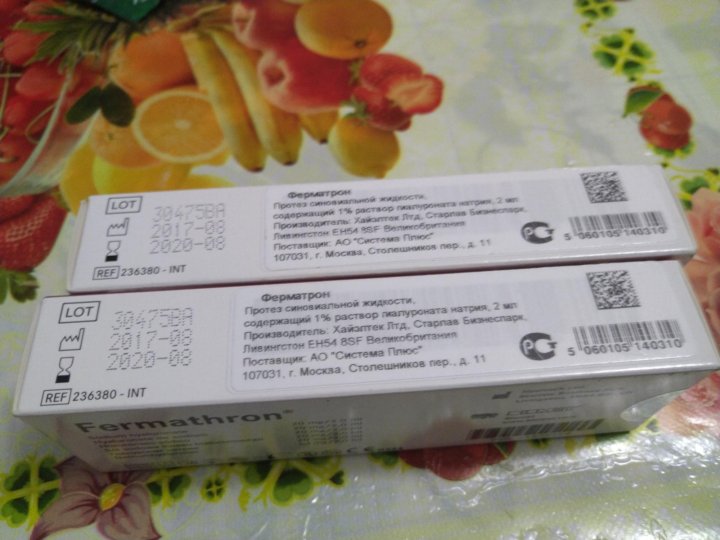 LOT 30475BA
2017-08
2020-08
REF 236380 - INT
Ферматрон
Протез синовиальной жидкости,
содержащий 1% раствор гиалуроната натрия, 2 мл
Производитель: Хайэлтек Лтд, Старлав Бизнеспарк,
Ливингстон EH54 8SF Великобритания
Поставщик: АО "Система Плюс"
107031, г. Москва, Столешников пер., д. 11
5 060105 140310
LOT 30475BA
2017-08
2020-08
REF 236380 - INT
Ферматрон
Протез синовиальной жидкости,
содержащий 1% раствор гиалуроната натрия, 2 мл
Производитель: Хайэлтек Лтд, Старлав Бизнеспарк,
Ливингстон EH54 8SF Великобритания
Поставщик: АО "Система Плюс"
107031, г. Москва, Столешников пер., д. 11
5 060105 140310
Fermathron®